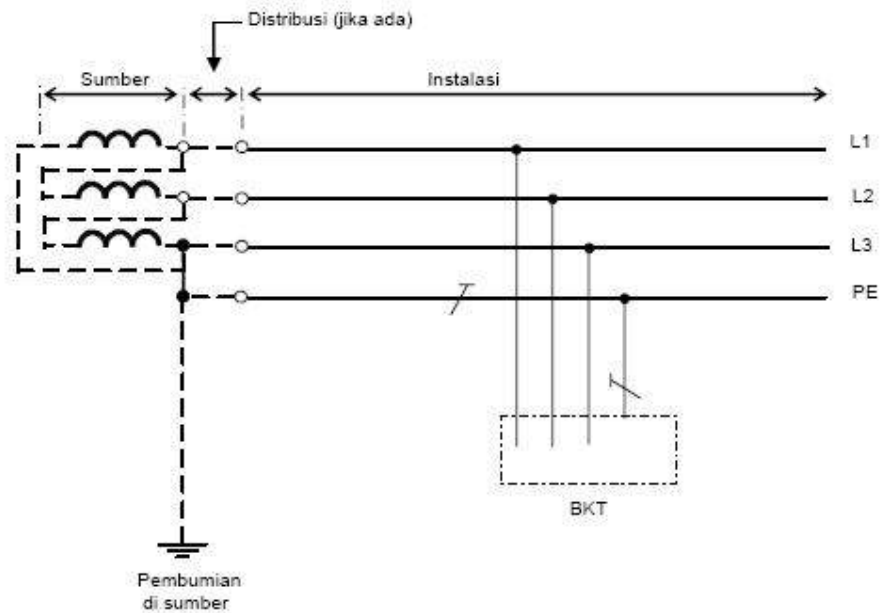 Distribusi (jika ada)
Sumber
Instalasi
L1
L2
L3
PE
BKT
Pembumian
di sumber